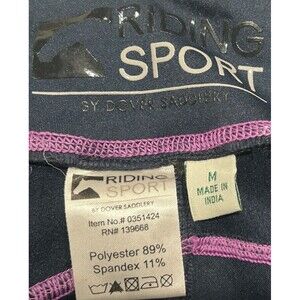 RIDING
SPORT
BY DOVER SADDLERY
RIDING
SPORT
BY DOVER SADDLERY
Item No.# 0351424
RN# 139668
Polyester 89%
Spandex 11%
M
MADE IN
INDIA